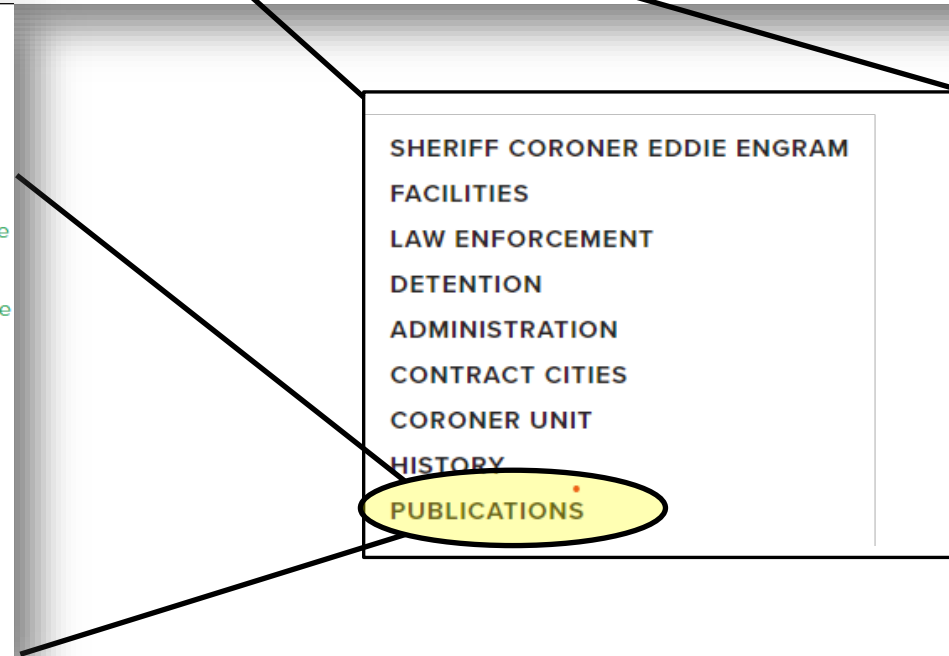 SHERIFF CORONER EDDIE ENGRAM
FACILITIES
e
LAW ENFORCEMENT
DETENTION
e
ADMINISTRATION
CONTRACT CITIES
CORONER UNIT
HISTORY
PUBLICATIONS